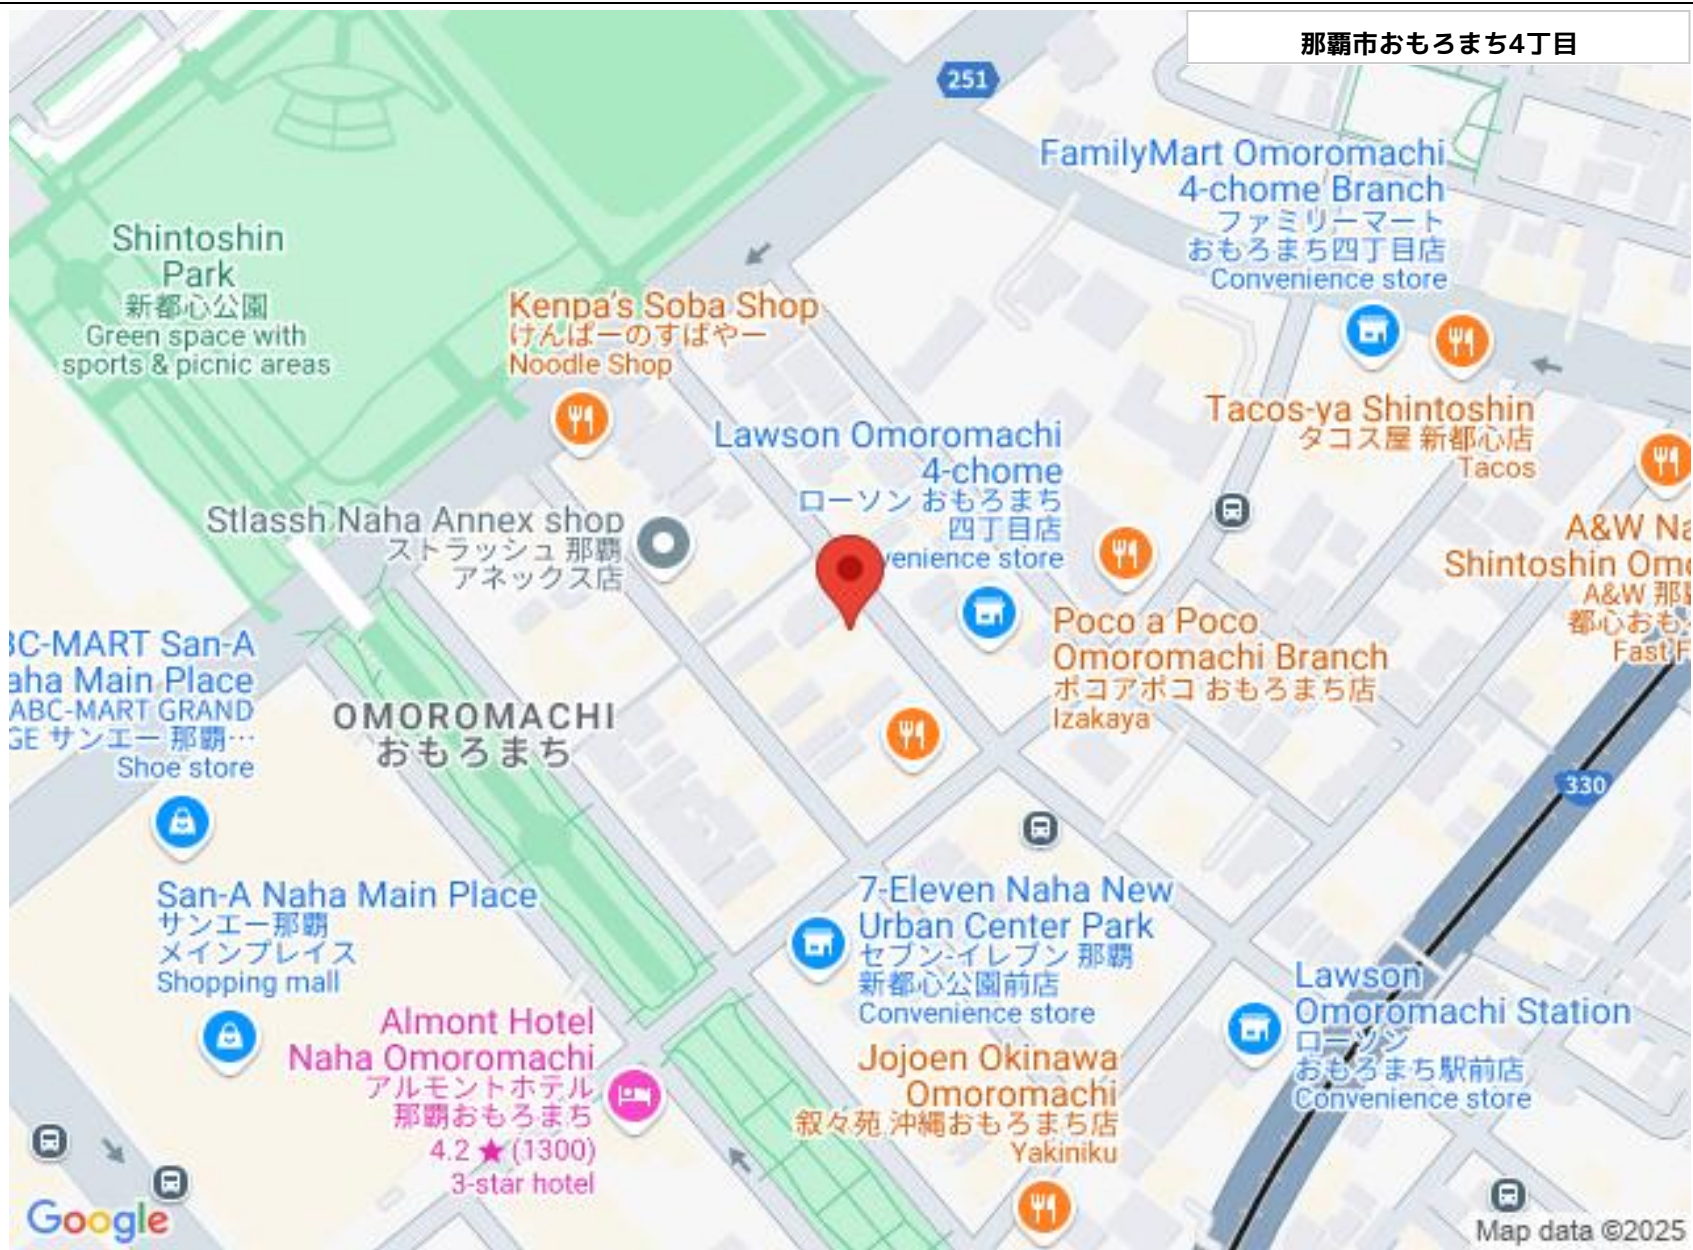 那覇市おもろまち4丁目
251
FamilyMart Omoromachi
4-chome Branch
ファミリーマート
おもろまち四丁目店
Convenience store
Shintoshin
Park
新都心公園
Green space with
sports & picnic areas
Kenpa's Soba Shop
けんぱーのすばやー
Noodle Shop
Tacos-ya Shintoshin
タコス屋 新都心店
Tacos
Lawson Omoromachi
4-chome
ローソン おもろまち
四丁目店
venience store
Stlassh Naha Annex shop
ストラッシュ 那覇
アネックス店
A&W Na
Shintoshin Omo
A&W 那覇
都心おも
Fast F
Poco a Poco
Omoromachi Branch
ポコアポコ おもろまち店
Izakaya
BC-MART San-A
aha Main Place
ABC-MART GRAND
GE サンエー 那覇…
Shoe store
OMOROMACHI
おもろまち
330
San-A Naha Main Place
サンエー那覇
メインプレイス
Shopping mall
7-Eleven Naha New
Urban Center Park
セブン-イレブン 那覇
新都心公園前店
Convenience store
Lawson
Omoromachi Station
ローソン
おもろまち駅前店
Convenience store
Almont Hotel
Naha Omoromachi
アルモントホテル
那覇おもろまち
4.2 ★ (1300)
3-star hotel
Jojoen Okinawa
Omoromachi
叙々苑 沖縄おもろまち店
Yakiniku
Google
Map data ©2025